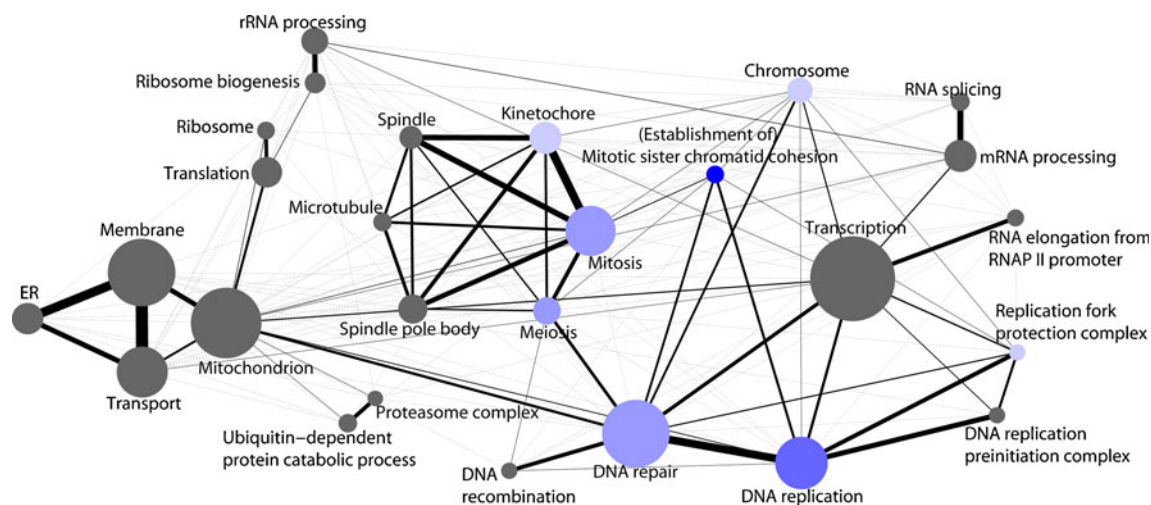 rRNA processing
Ribosome biogenesis
Ribosome
Translation
Membrane
ER
Transport
Mitochondrion
Spindle
Kinetochore
Microtubule
Mitosis
Spindle pole body
Meiosis
Proteasome complex
Ubiquitin–dependent
protein catabolic process
Chromosome
(Establishment of)
Mitotic sister chromatid cohesion
RNA splicing
mRNA processing
Transcription
RNA elongation from
RNAP II promoter
Replication fork
protection complex
DNA replication
preinitiation complex
DNA
recombination
DNA repair
DNA replication